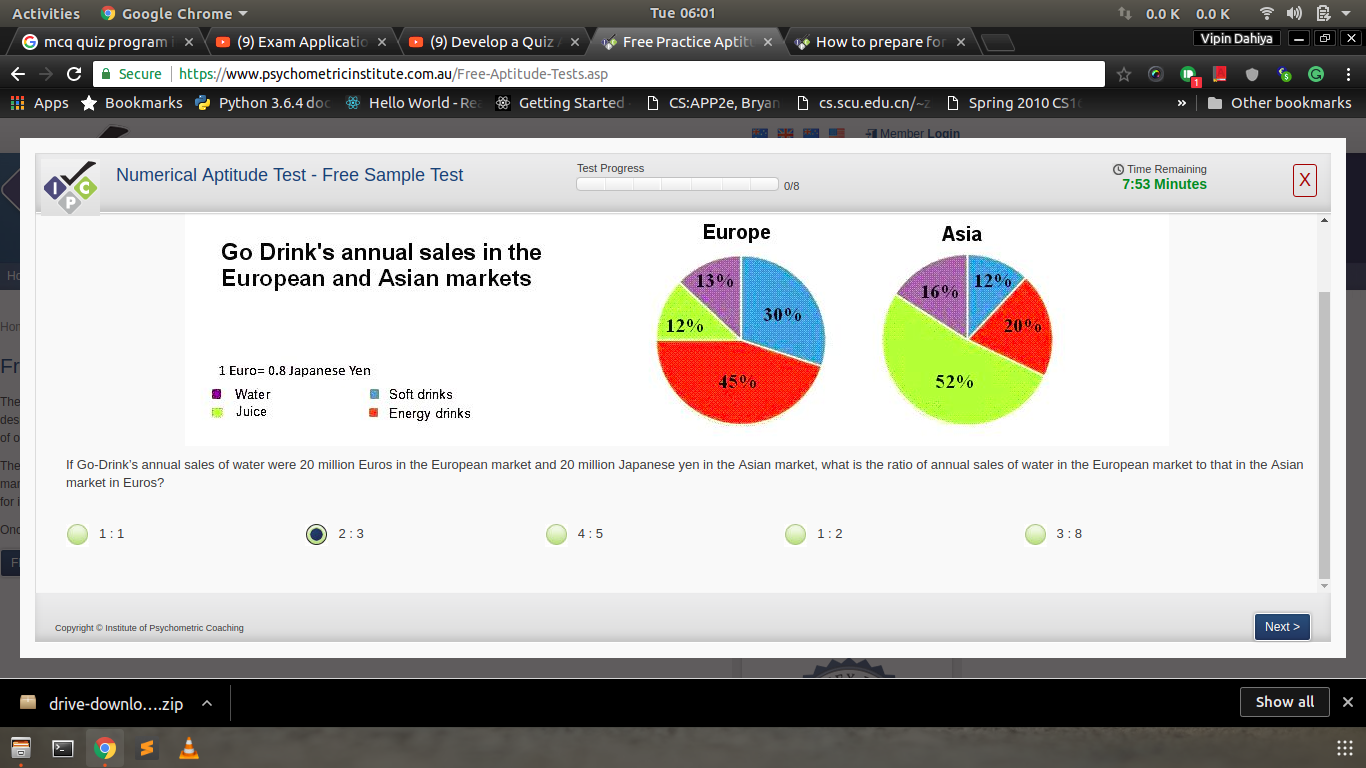 Activities Google Chrome Tue 06:01 0.0 K 0.0 K
mcq quiz program (9) Exam Applicatio (9) Develop a Quiz Free Practice Aptit How to prepare for Vipin Dahiya
Secure https://www.psychometricinstitute.com.au/Free-Aptitude-Tests.asp
Apps Bookmarks Python 3.6.4 doc Hello World - Re Getting Started CS:APP2e, Bryan cs.scu.edu.cn/~z Spring 2010 CS1 » Other bookmarks
Member Login
I P C
Numerical Aptitude Test - Free Sample Test
Test Progress
0/8
Time Remaining
7:53 Minutes
X
Go Drink's annual sales in the
European and Asian markets
Europe
Asia
13%
30%
12%
45%
16%
12%
20%
52%
1 Euro= 0.8 Japanese Yen
Water Soft drinks
Juice Energy drinks
If Go-Drink's annual sales of water were 20 million Euros in the European market and 20 million Japanese yen in the Asian market, what is the ratio of annual sales of water in the European market to that in the Asian
market in Euros?
1 : 1 2 : 3 4 : 5 1 : 2 3 : 8
Copyright © Institute of Psychometric Coaching
Next >
drive-downlo....zip
Show all